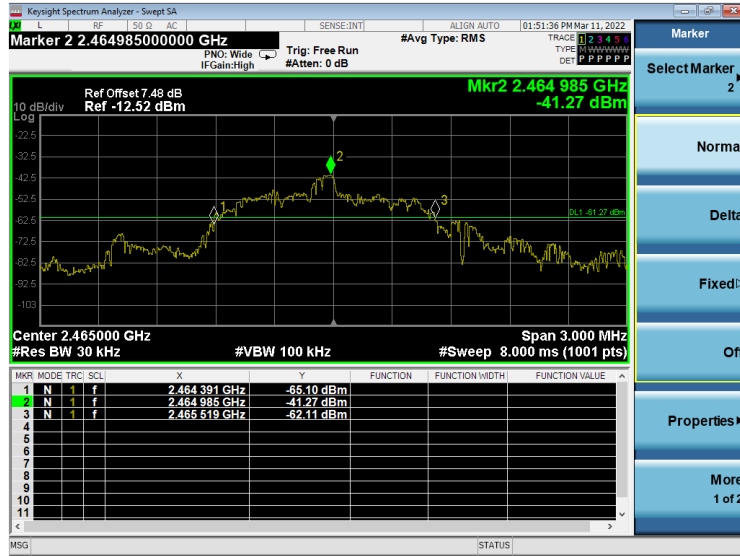 Keysight Spectrum Analyzer - Swept SA
L RF 50 Ω AC SENSE:INT ALIGN AUTO 01:51:36 PM Mar 11, 2022
Marker 2 2.464985000000 GHz
PNO: Wide
IFGain:High
Trig: Free Run
#Atten: 0 dB
#Avg Type: RMS
TRACE 1 2 3 4 5 6
TYPE M WWWWW
DET P P P P P P
Ref Offset 7.48 dB
10 dB/div Ref -12.52 dBm
Mkr2 2.464 985 GHz
-41.27 dBm
Log
-22.5
-32.5
-42.5
-52.5
-62.5
-72.5
-82.5
-92.5
-103
1
2
3
DL1 -61.27 dBm
Center 2.465000 GHz Span 3.000 MHz
#Res BW 30 kHz #VBW 100 kHz #Sweep 8.000 ms (1001 pts)
MKR MODE TRC SCL X Y FUNCTION FUNCTION WIDTH FUNCTION VALUE
1 N 1 f 2.464 391 GHz -65.10 dBm
2 N 1 f 2.464 985 GHz -41.27 dBm
3 N 1 f 2.465 519 GHz -62.11 dBm
4
5
6
7
8
9
10
11
MSG STATUS
Marker
Select Marker
2
Norma
Delta
Fixed
Of
Properties
More
1 of 2